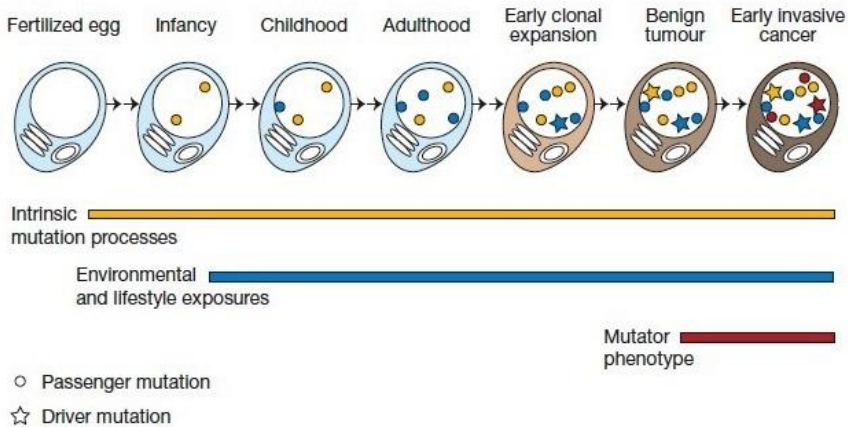 Fertilized egg
Infancy
Childhood
Adulthood
Early clonal
expansion
Benign
tumour
Early invasive
cancer
Intrinsic
mutation processes
Environmental
and lifestyle exposures
Mutator
phenotype
Passenger mutation
Driver mutation